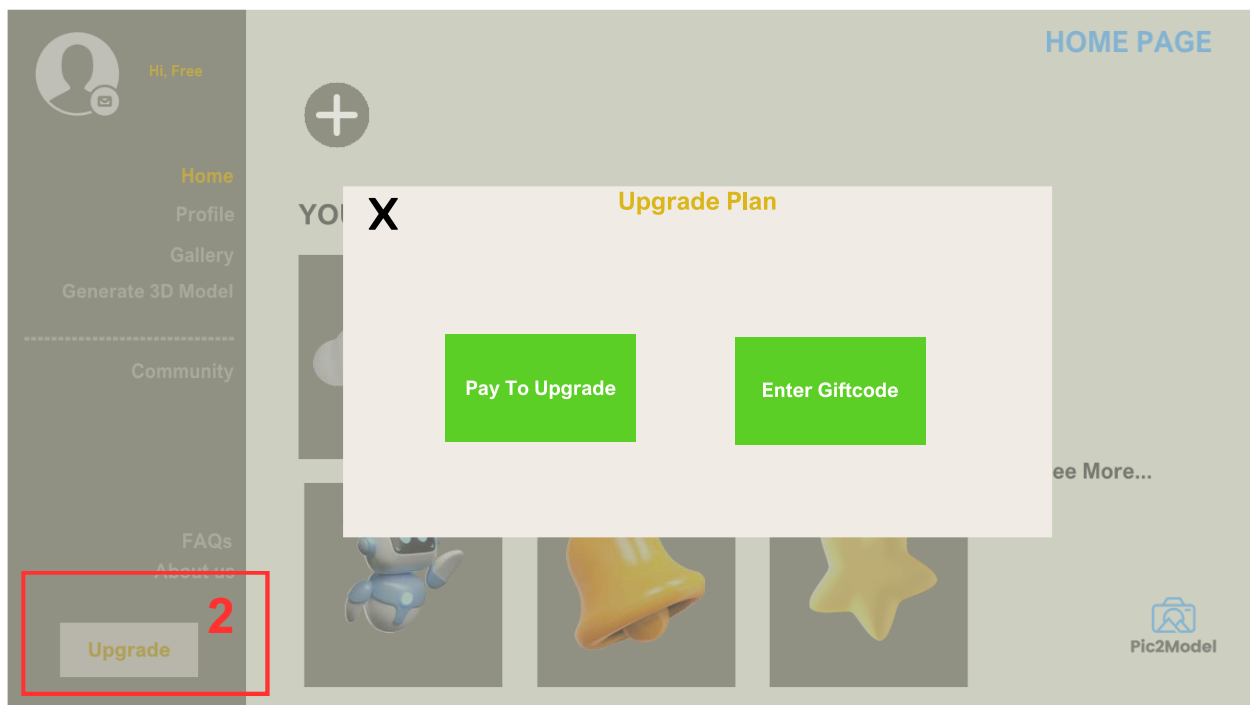 HOME PAGE
Hi, Free
Home
Profile
Gallery
Generate 3D Model
-------------------------------
Community
FAQs
About us
2
Upgrade
YOU
X
Upgrade Plan
Pay To Upgrade
Enter Giftcode
ee More...
Pic2Model